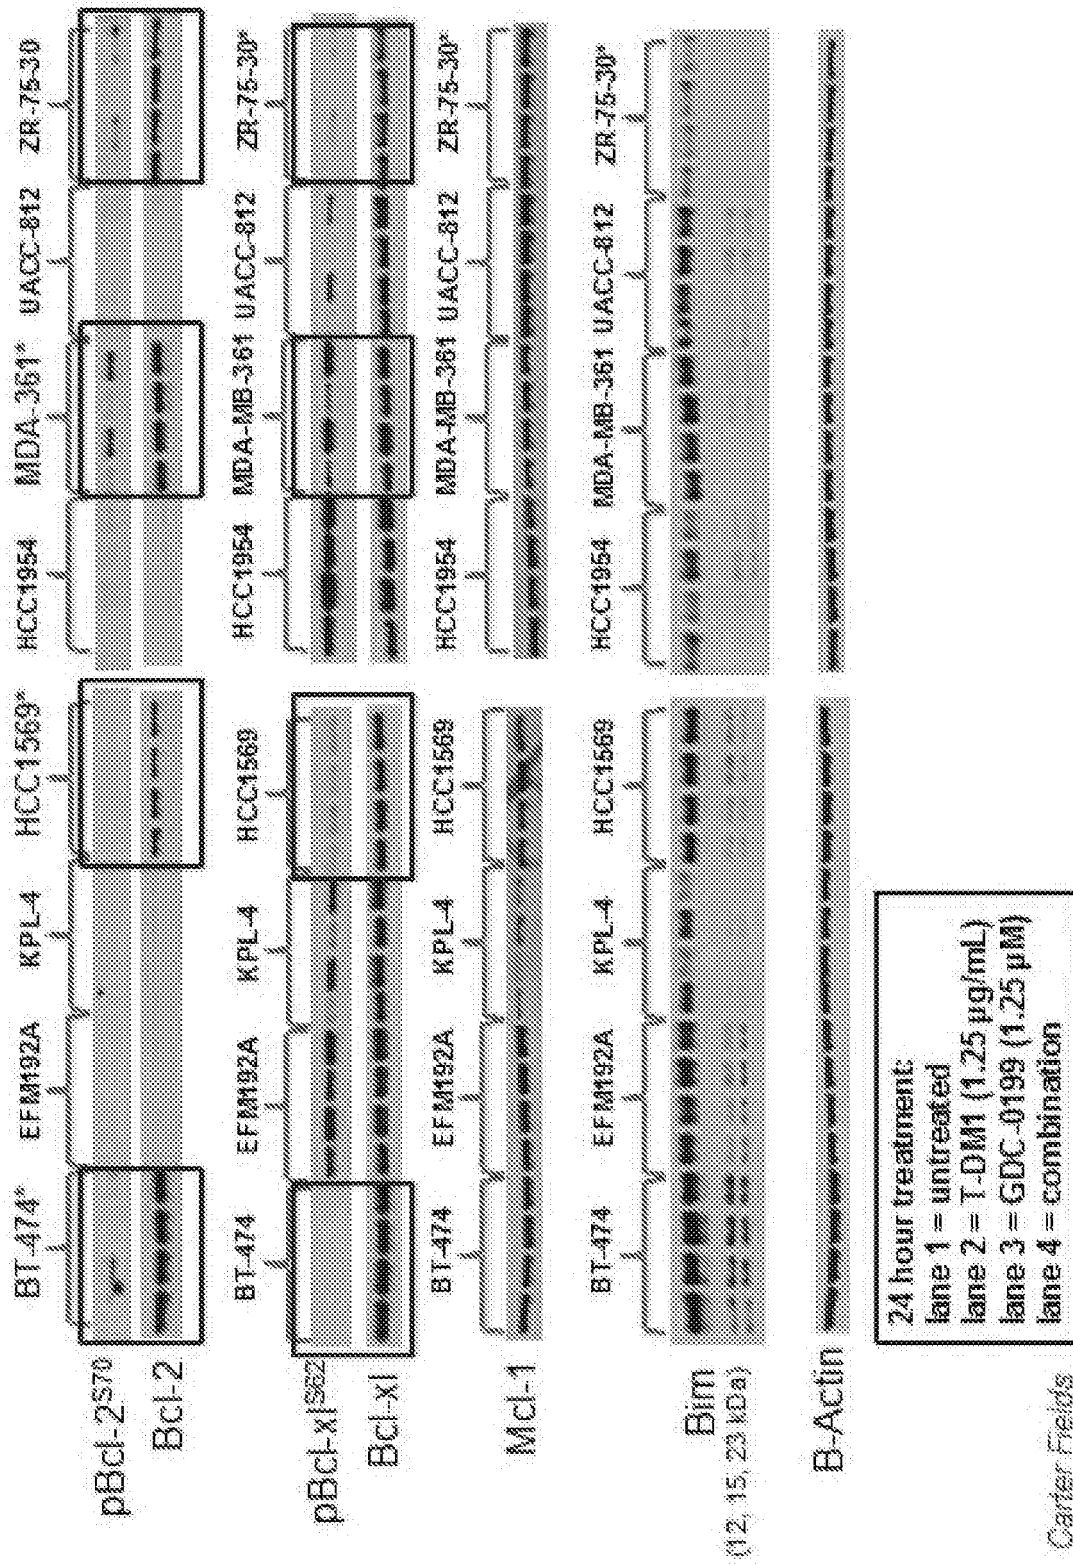 BT-474* EFM192A KPL-4 HCC1569* HCC1954 MDA-361* UACC-812 ZR-75-30
pBcl-2S70
Bcl-2
BT-474 EFM192A KPL-4 HCC1569 HCC1954 MDA-MB-361 UACC-812 ZR-75-30*
pBcl-xlS62
Bcl-xl
BT-474 EFM192A KPL-4 HCC1569 HCC1954 MDA-MB-361 UACC-812 ZR-75-30*
Mcl-1
BT-474 EFM192A KPL-4 HCC1569 HCC1954 MDA-MB-361 UACC-812 ZR-75-30*
Bim
(12, 15, 23 kDa)
B-Actin
24 hour treatment:
lane 1 = untreated
lane 2 = T-DM1 (1.25 µg/mL)
lane 3 = GDC-0199 (1.25 µM)
lane 4 = combination
Carter Fields